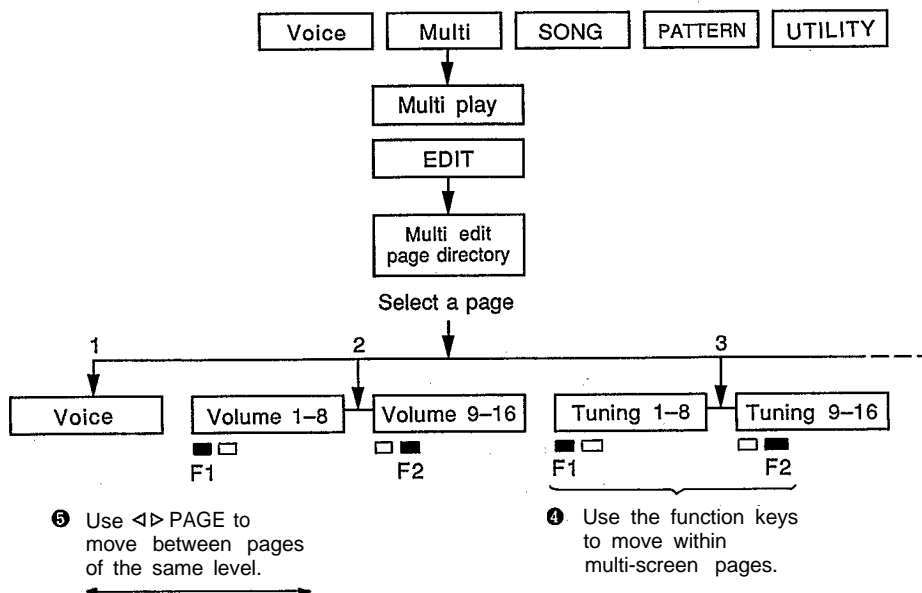 Voice Multi SONG PATTERN UTILITY
Multi play
EDIT
Multi edit
page directory
Select a page
1 2 3
Voice Volume 1–8 Volume 9–16 Tuning 1–8 Tuning 9–16
F1 F2 F1 F2
❺ Use ◁▷ PAGE to
move between pages
of the same level.
❹ Use the function keys
to move within
multi-screen pages.